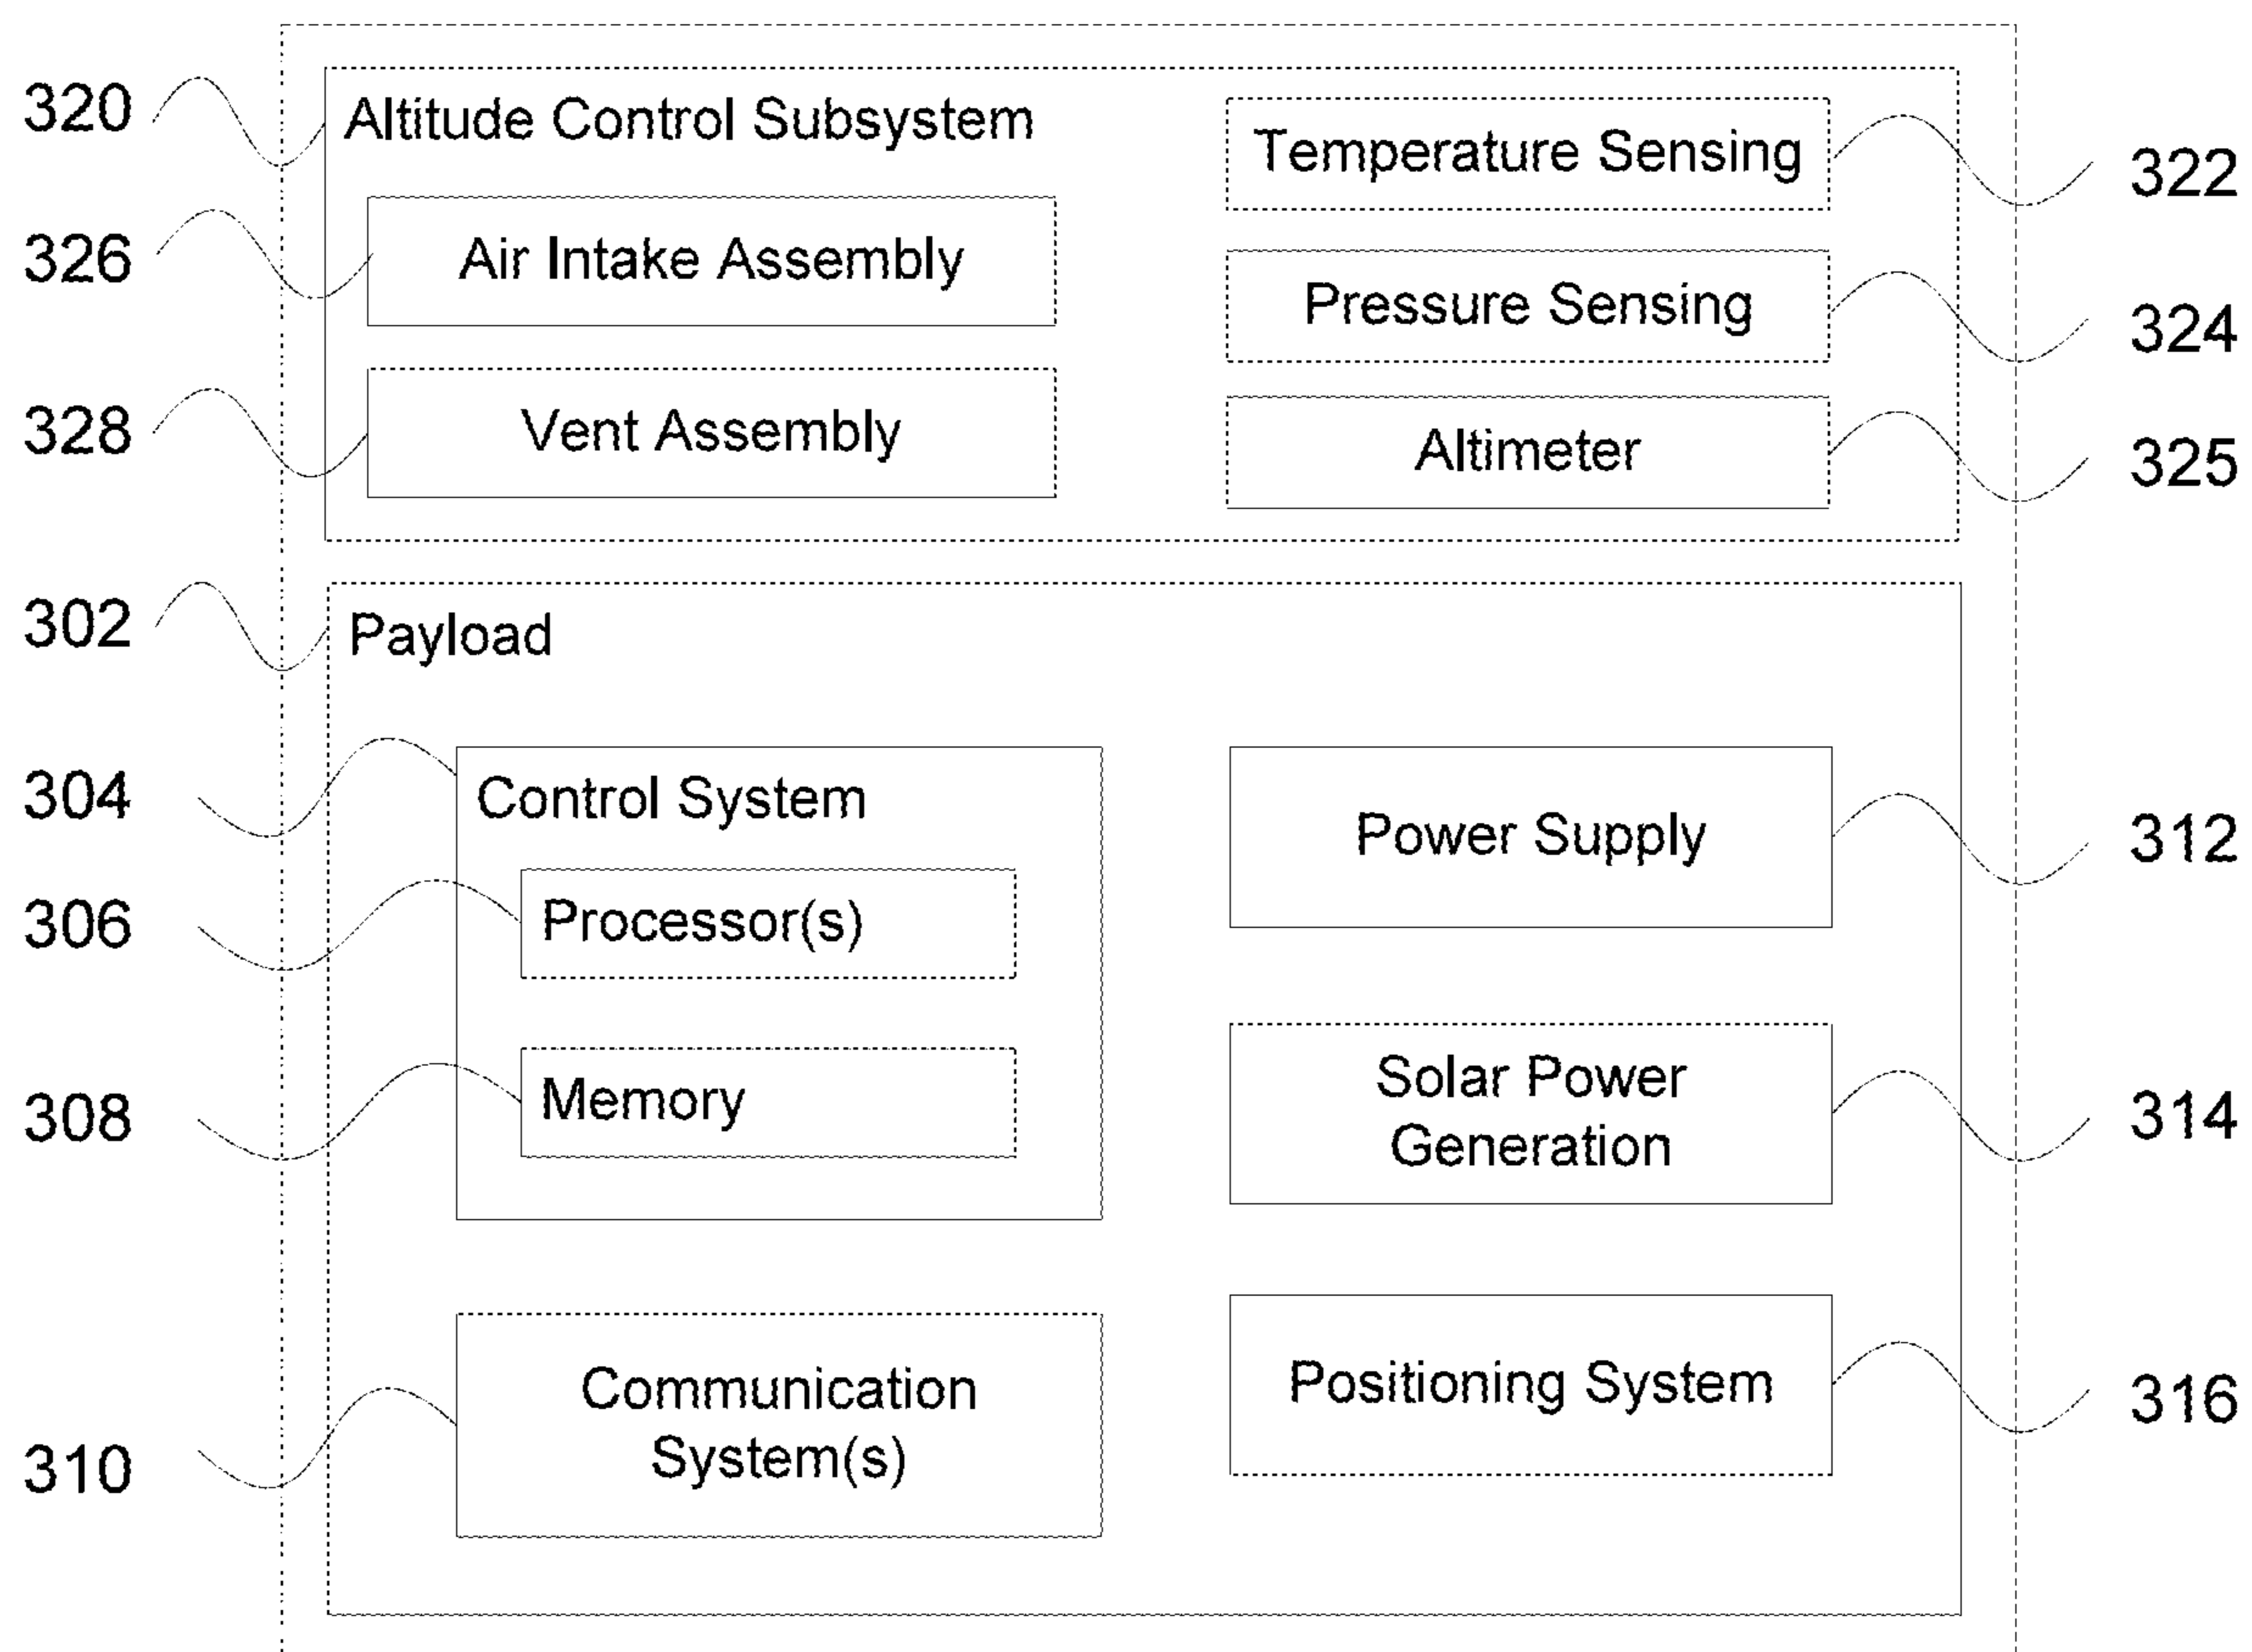 320
Altitude Control Subsystem
Temperature Sensing
322
326
Air Intake Assembly
Pressure Sensing
324
328
Vent Assembly
Altimeter
325
302
Payload
304
Control System
Power Supply
312
306
Processor(s)
308
Memory
Solar Power
Generation
314
310
Communication
System(s)
Positioning System
316